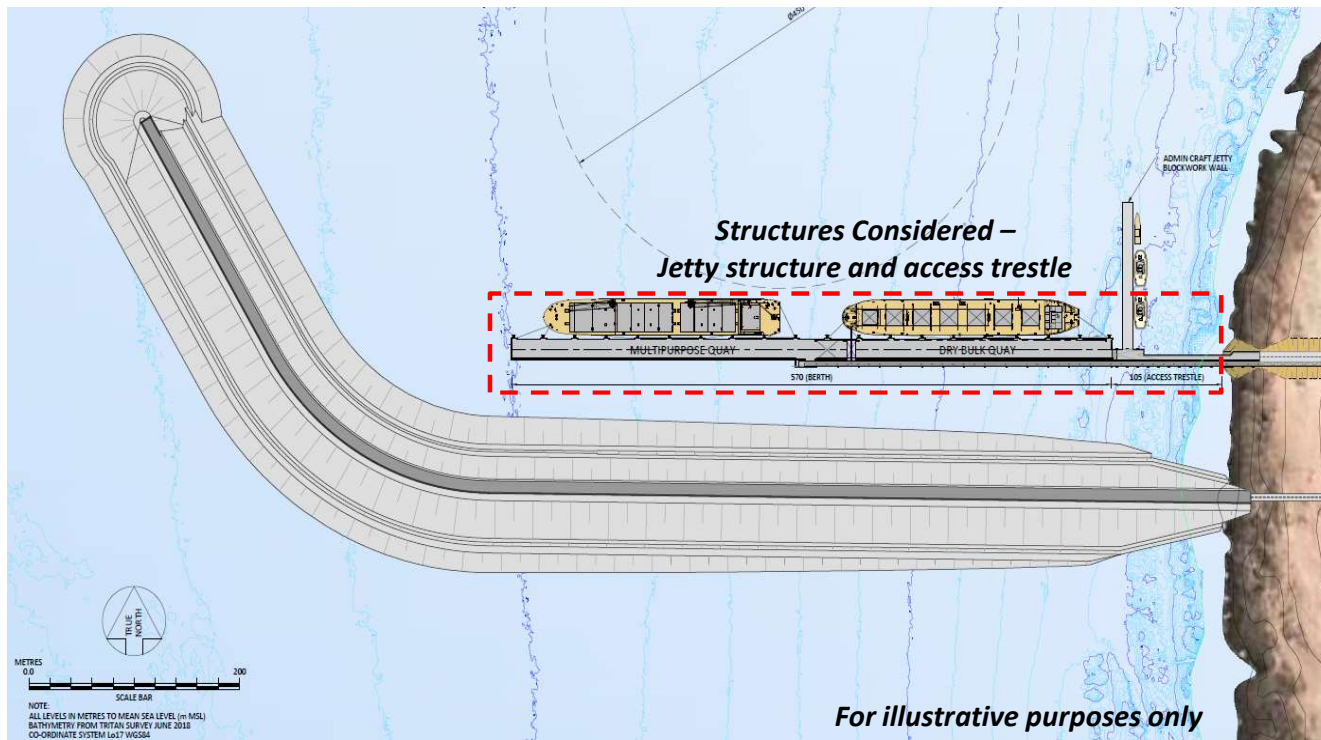 Ø450
ADMIN CRAFT JETTY
BLOCKWORK WALL
Structures Considered –
Jetty structure and access trestle
MULTIPURPOSE QUAY
DRY BULK QUAY
570 (BERTH)
105 (ACCESS TRESTLE)
TRUE
NORTH
METRES
0.0
200
SCALE BAR
NOTE:
ALL LEVELS IN METRES TO MEAN SEA LEVEL (m MSL)
BATHYMETRY FROM TRITAN SURVEY JUNE 2018
CO-ORDINATE SYSTEM Lo17 WGS84
For illustrative purposes only